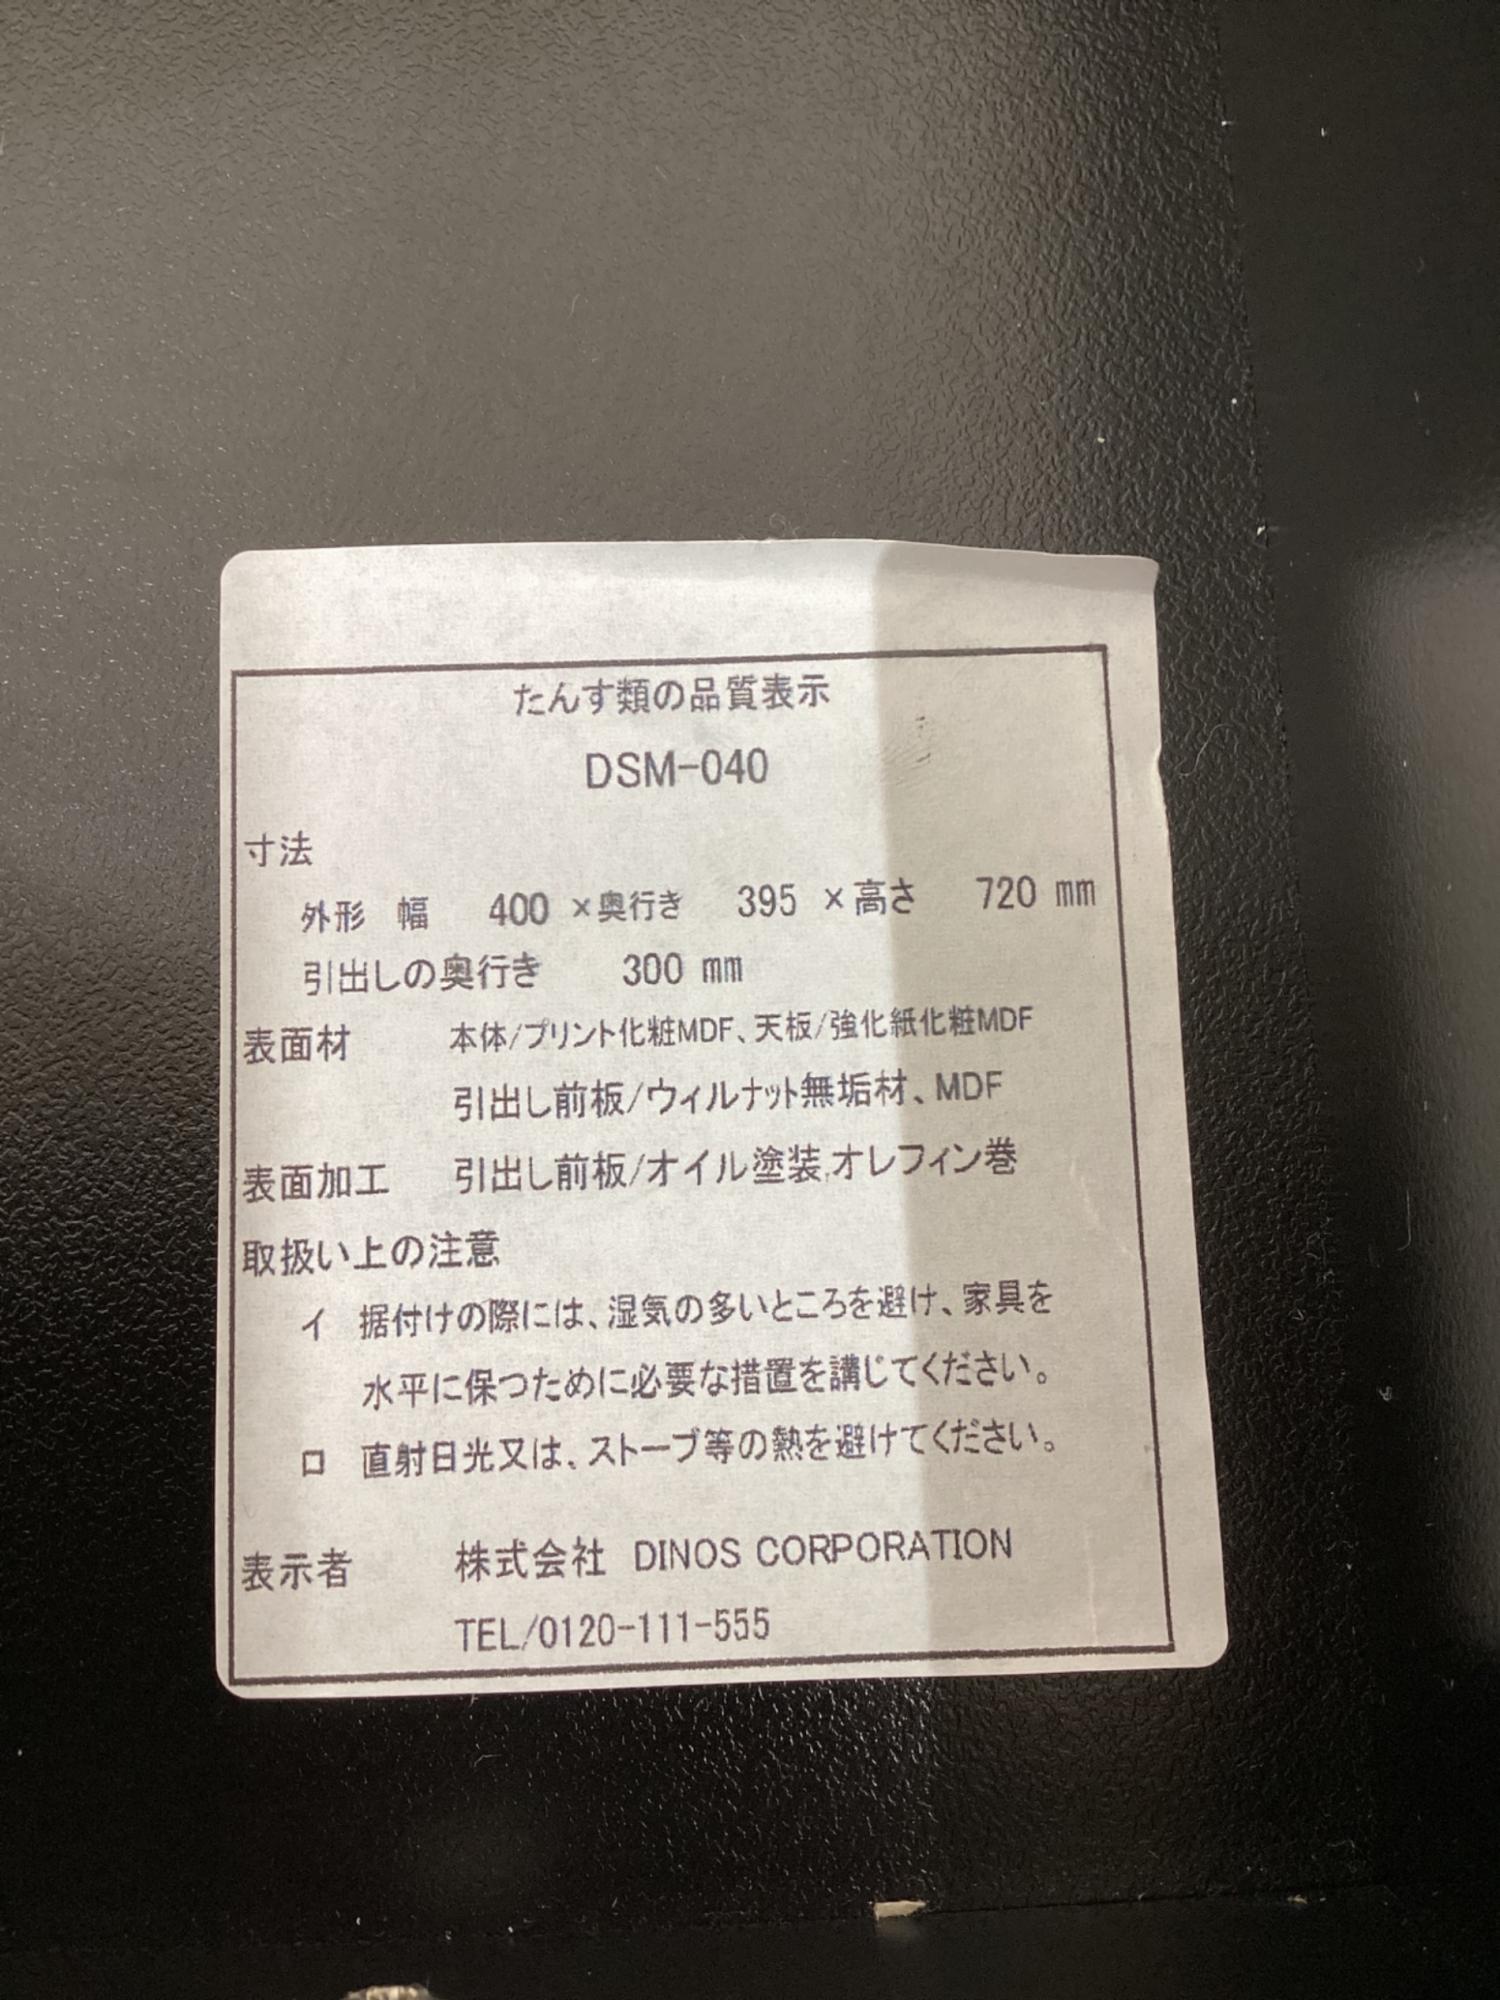 たんす類の品質表示
DSM-040
寸法
外形 幅 400 ×奥行き 395 ×高さ 720 mm
引出しの奥行き 300 mm
表面材 本体/プリント化粧MDF、天板/強化紙化粧MDF
引出し前板/ウィルナット無垢材、MDF
表面加工 引出し前板/オイル塗装,オレフィン巻
取扱い上の注意
イ 据付けの際には、湿気の多いところを避け、家具を
水平に保つために必要な措置を講じてください。
ロ 直射日光又は、ストーブ等の熱を避けてください。
表示者 株式会社 DINOS CORPORATION
TEL/0120-111-555